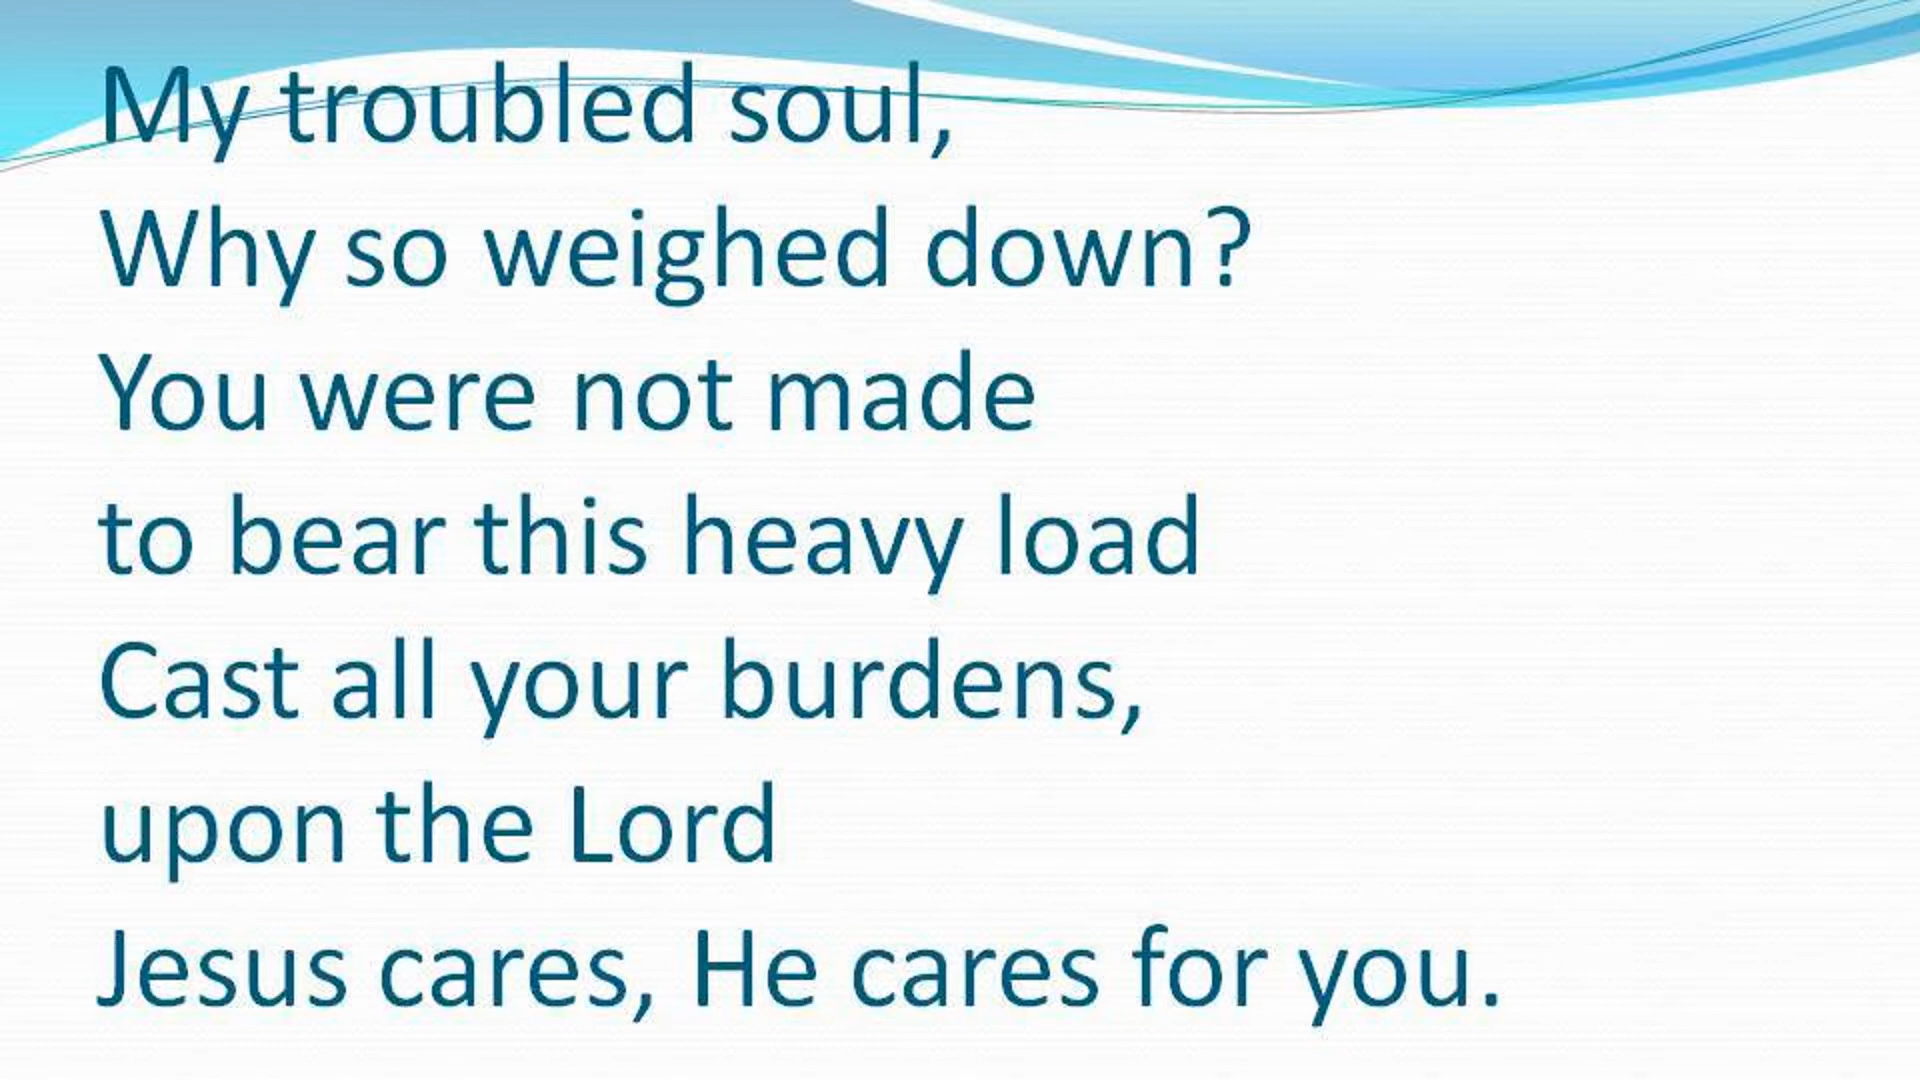 My troubled soul,
Why so weighed down?
You were not made
to bear this heavy load
Cast all your burdens,
upon the Lord
Jesus cares, He cares for you.